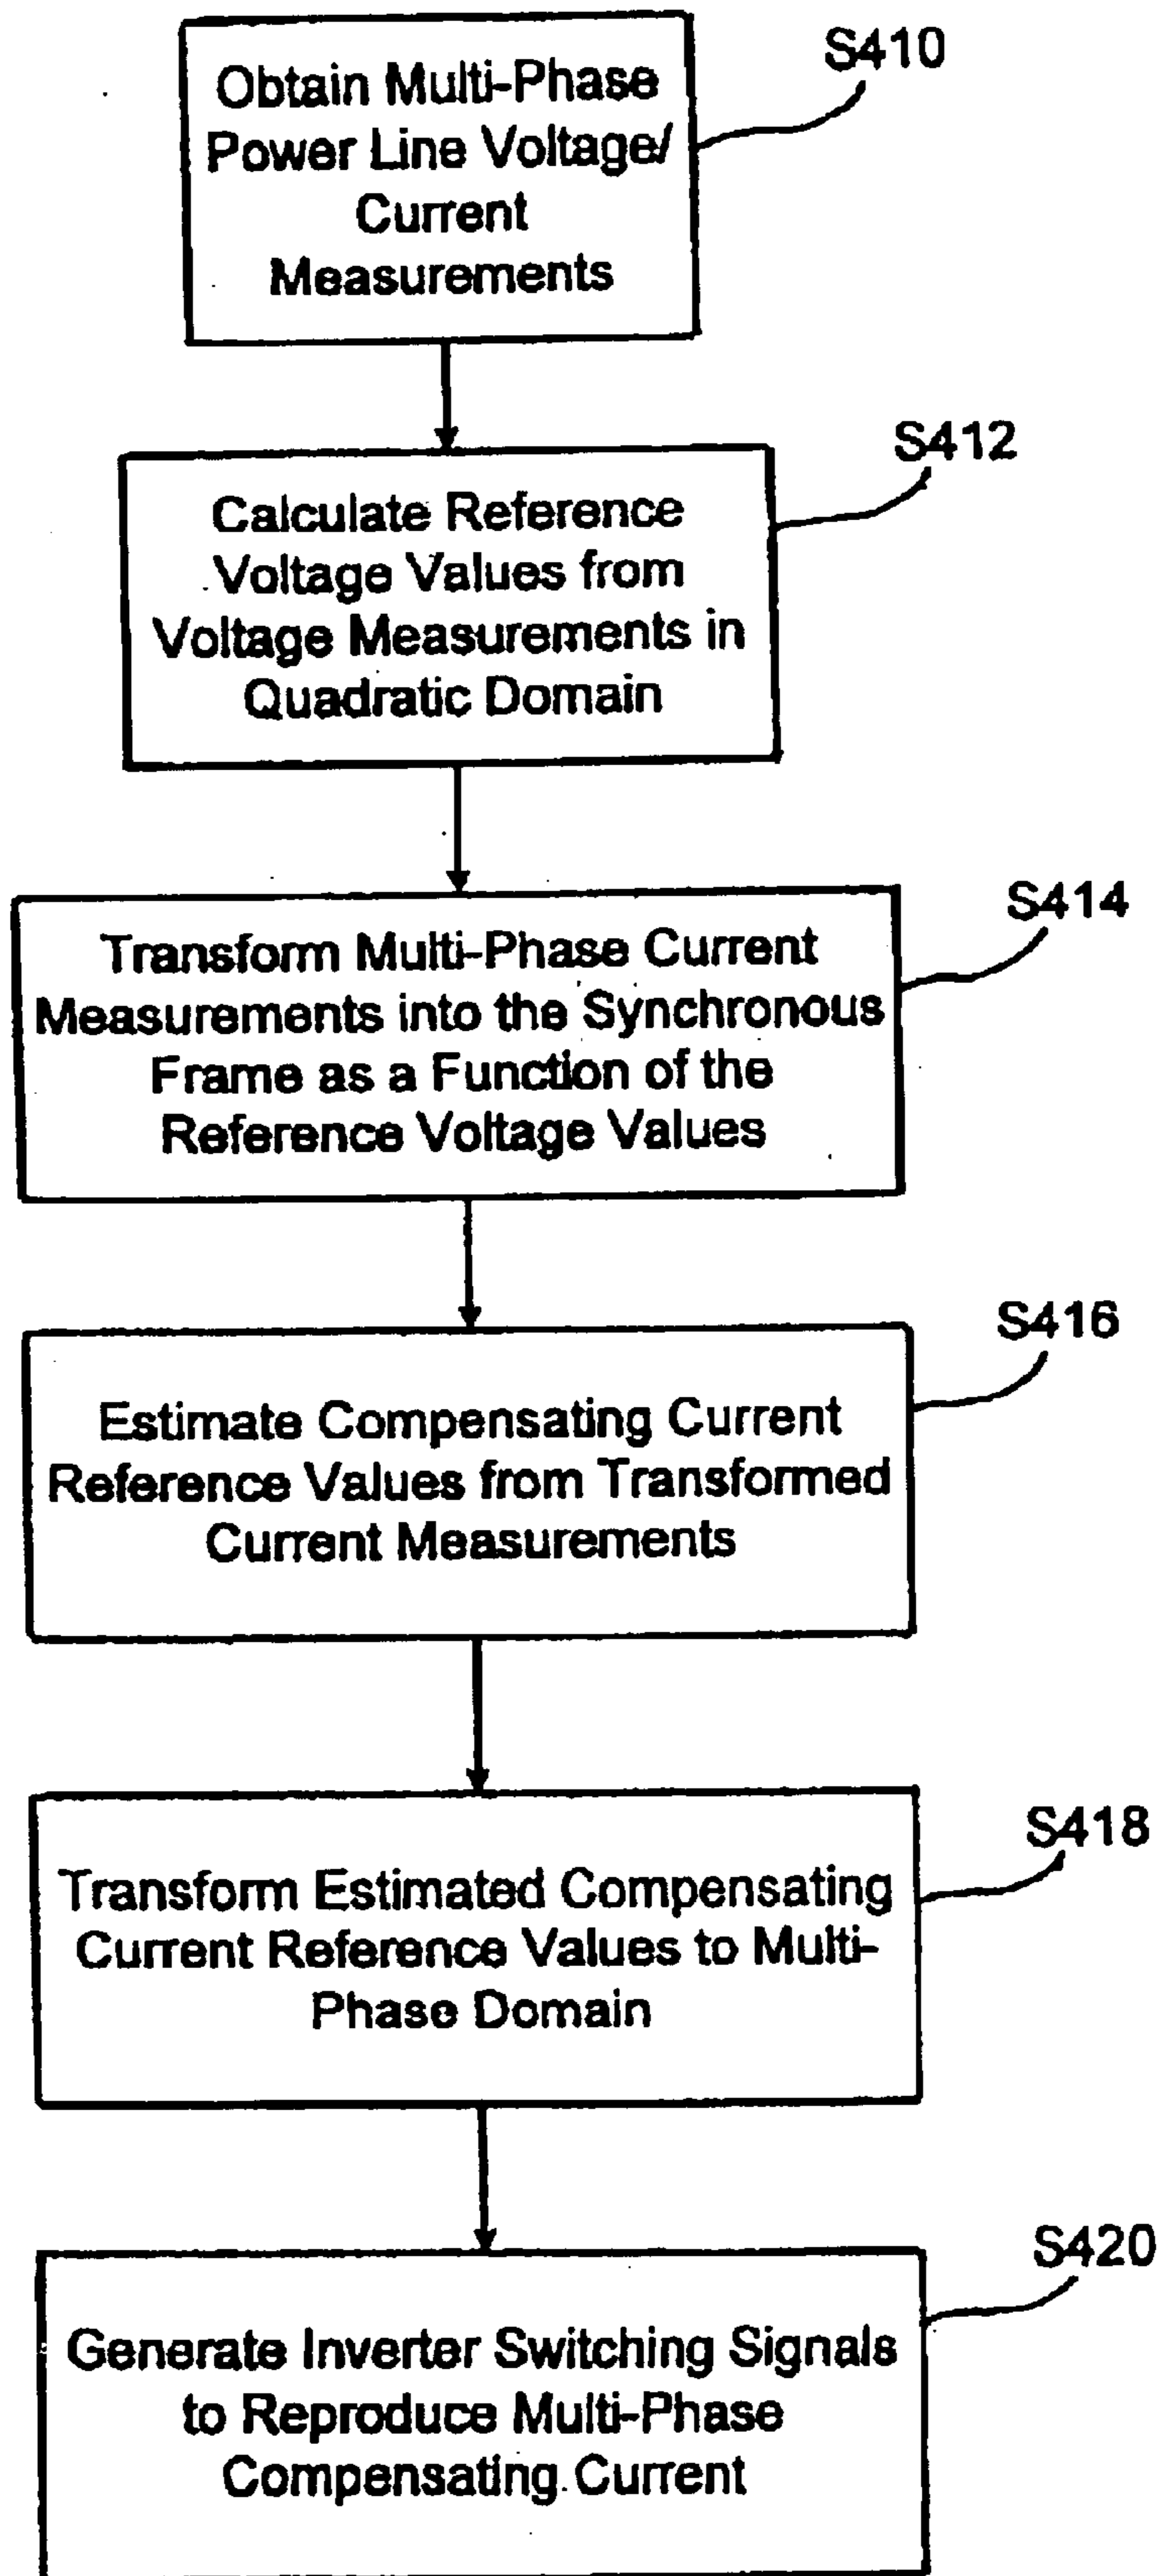 S410
Obtain Multi-Phase
Power Line Voltage/
Current
Measurements
S412
Calculate Reference
Voltage Values from
Voltage Measurements in
Quadratic Domain
S414
Transform Multi-Phase Current
Measurements into the Synchronous
Frame as a Function of the
Reference Voltage Values
S416
Estimate Compensating Current
Reference Values from Transformed
Current Measurements
S418
Transform Estimated Compensating
Current Reference Values to Multi-
Phase Domain
S420
Generate Inverter Switching Signals
to Reproduce Multi-Phase
Compensating Current